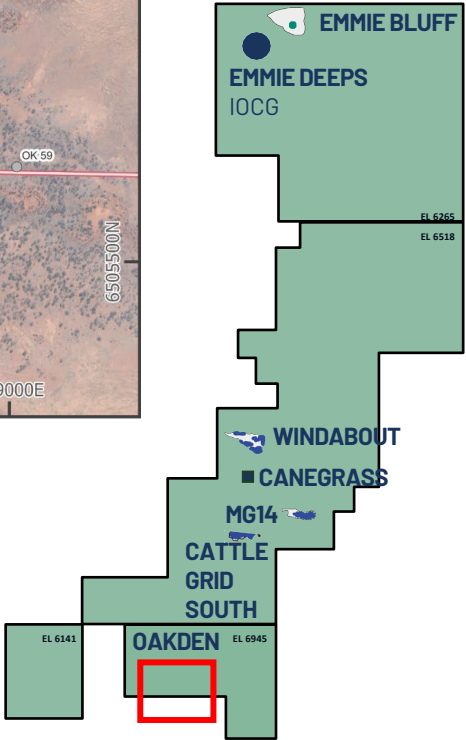 EMMIE BLUFF
EMMIE DEEPS
IOCG
OK 59
EL 6265
EL 6518
6505500N
9000E
WINDABOUT
CANEGRASS
MG14
CATTLE
GRID
SOUTH
EL 6141
OAKDEN
EL 6945